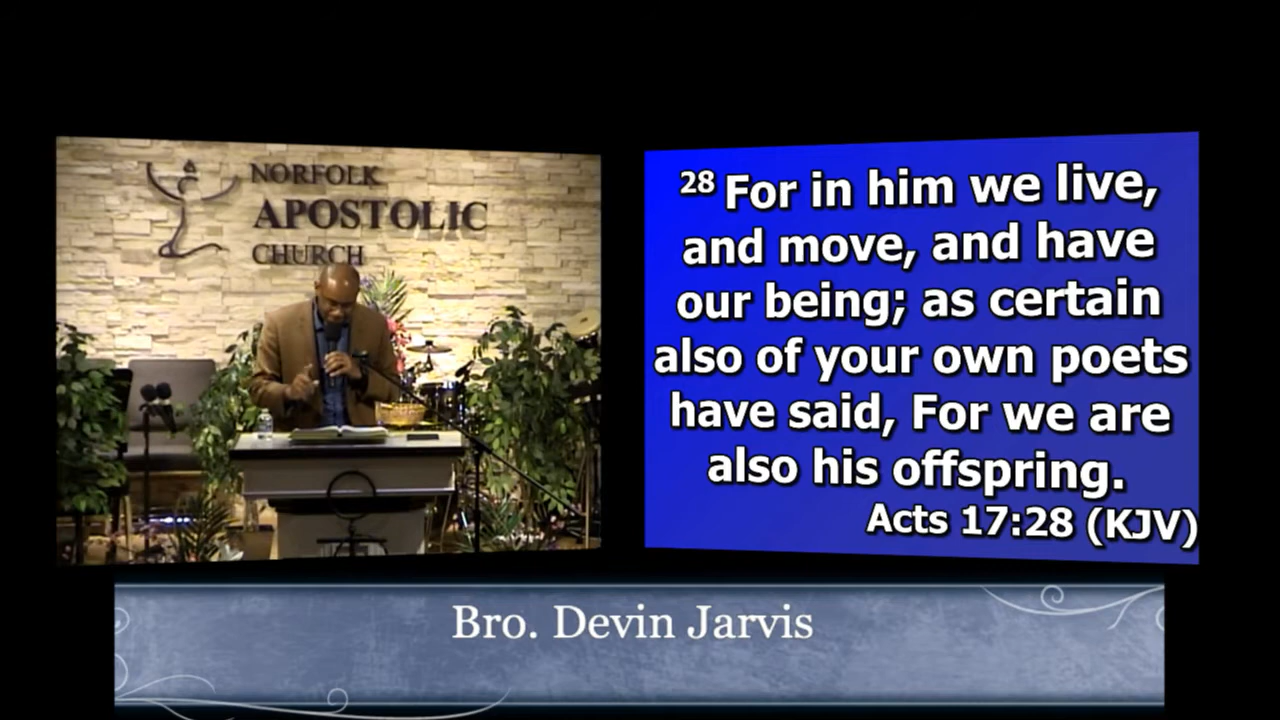 NORFOLK
APOSTOLIC
CHURCH
28 For in him we live,
and move, and have
our being; as certain
also of your own poets
have said, For we are
also his offspring.
Acts 17:28 (KJV)
Bro. Devin Jarvis